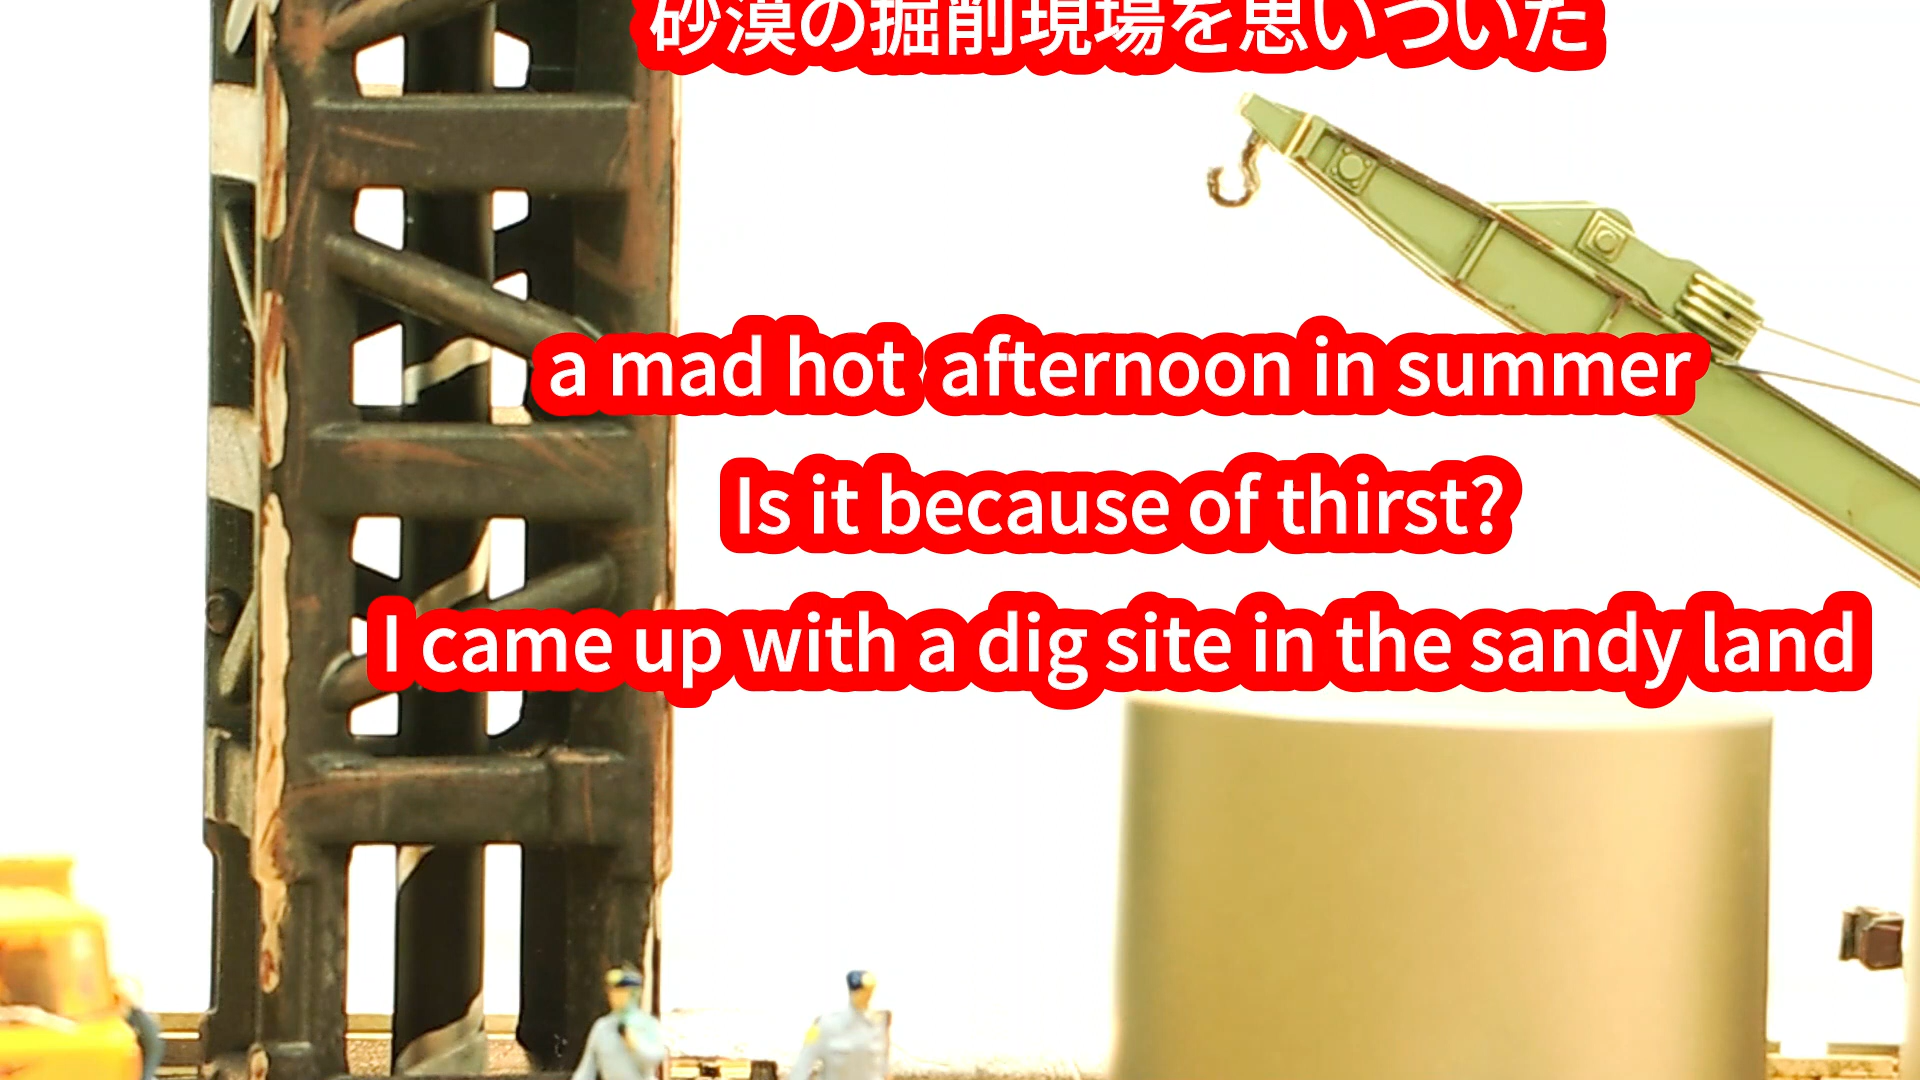 砂漠の掘削現場を思いついた
a mad hot afternoon in summer
Is it because of thirst?
I came up with a dig site in the sandy land